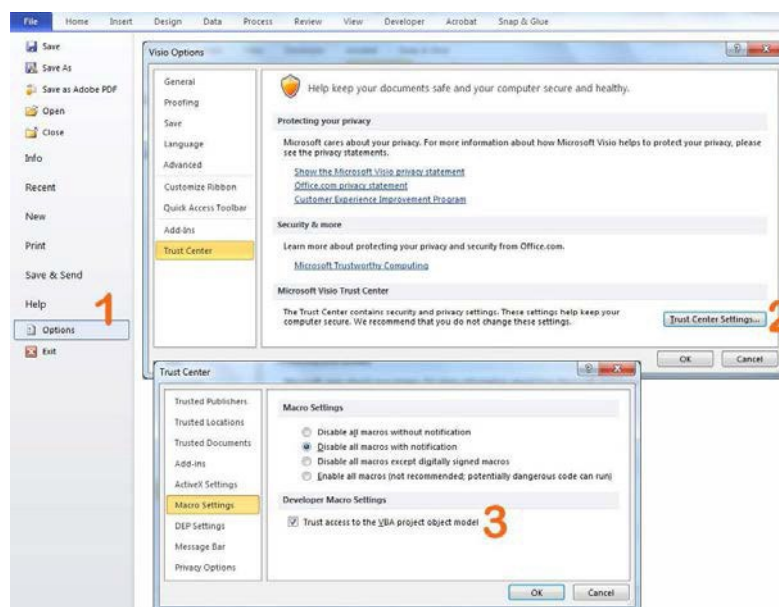 File Home Insert Design Data Process Review View Developer Acrobat Snap & Glue
Save
Save As
Save as Adobe PDF
Open
Close
Info
Recent
New
Print
Save & Send
Help
1
Options
Exit
Visio Options
General
Proofing
Save
Language
Advanced
Customize Ribbon
Quick Access Toolbar
Add-Ins
Trust Center
Help keep your documents safe and your computer secure and healthy.
Protecting your privacy
Microsoft cares about your privacy. For more information about how Microsoft Visio helps to protect your privacy, please
see the privacy statements.
Show the Microsoft Visio privacy statement
Office.com privacy statement
Customer Experience Improvement Program
Security & more
Learn more about protecting your privacy and security from Office.com.
Microsoft Trustworthy Computing
Microsoft Visio Trust Center
The Trust Center contains security and privacy settings. These settings help keep your
computer secure. We recommend that you do not change these settings.
Trust Center Settings...
2
OK Cancel
Trust Center
Trusted Publishers
Trusted Locations
Trusted Documents
Add-ins
ActiveX Settings
Macro Settings
DEP Settings
Message Bar
Privacy Options
Macro Settings
Disable all macros without notification
Disable all macros with notification
Disable all macros except digitally signed macros
Enable all macros (not recommended; potentially dangerous code can run)
Developer Macro Settings
Trust access to the VBA project object model
3
OK Cancel